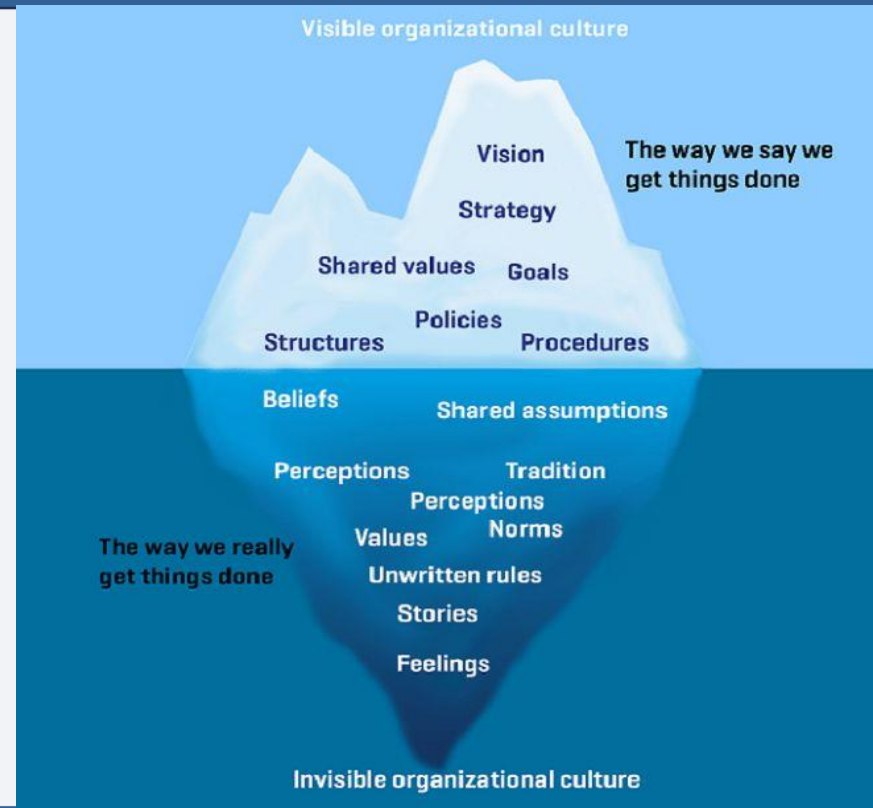 Visible organizational culture
Vision
The way we say we
get things done
Strategy
Shared values
Goals
Policies
Structures
Procedures
Beliefs
Shared assumptions
Perceptions
Tradition
Perceptions
Norms
Values
The way we really
get things done
Unwritten rules
Stories
Feelings
Invisible organizational culture